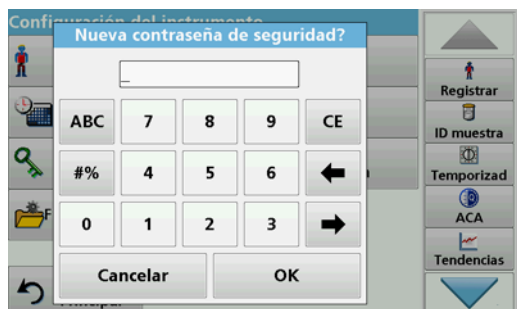 Configuración del instrumento
Nueva contraseña de seguridad?
_
ABC 7 8 9 CE
#% 4 5 6
0 1 2 3
Cancelar OK
Principal
Registrar
ID muestra
Temporizad
ACA
Tendencias